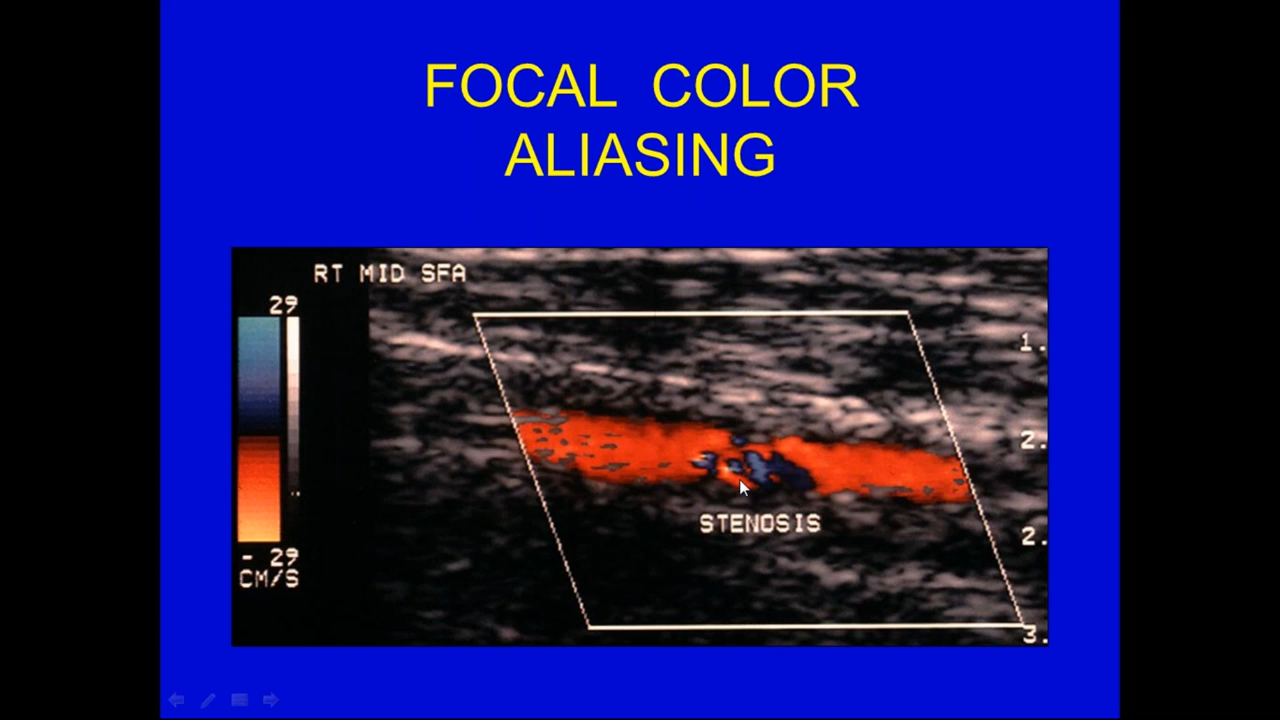 FOCAL COLOR
ALIASING
RT MID SFA
29
1.
2.
STENOSIS
2.
- 29
CM/S
3.